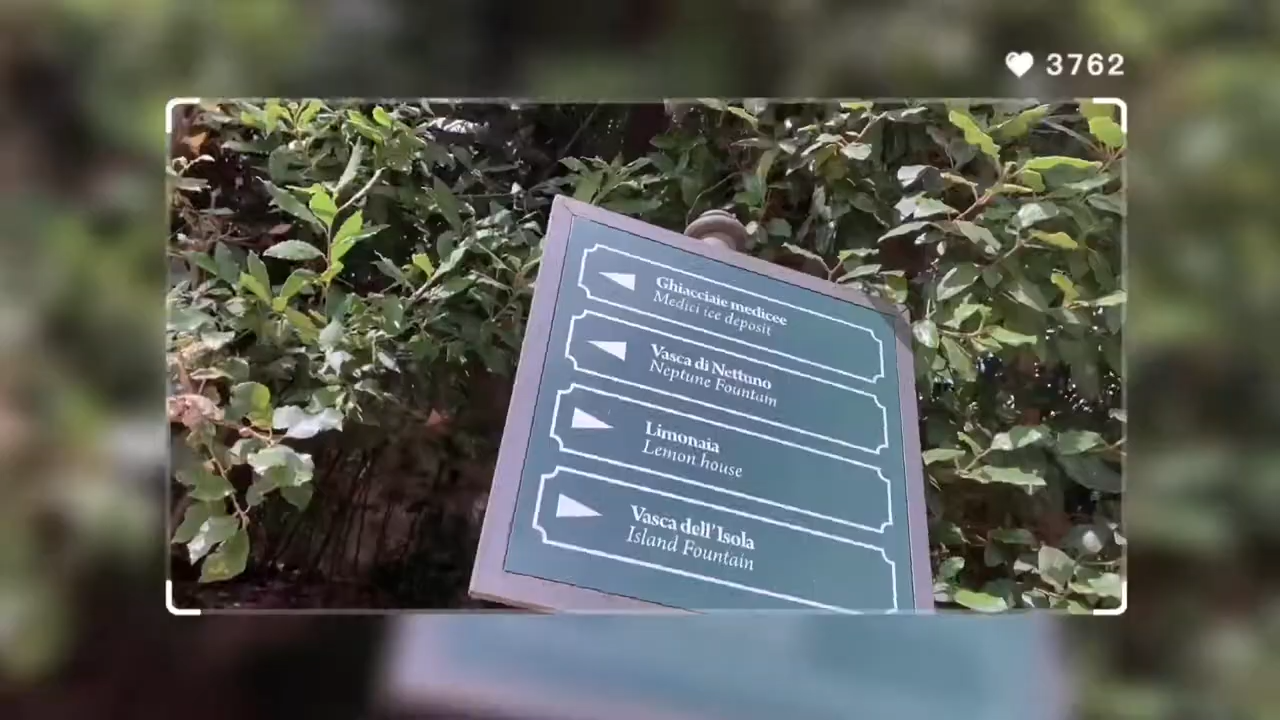 3762
Ghiacciaie medicee
Medici ice deposit
Vasca di Nettuno
Neptune Fountain
Limonaia
Lemon house
Vasca dell'Isola
Island Fountain